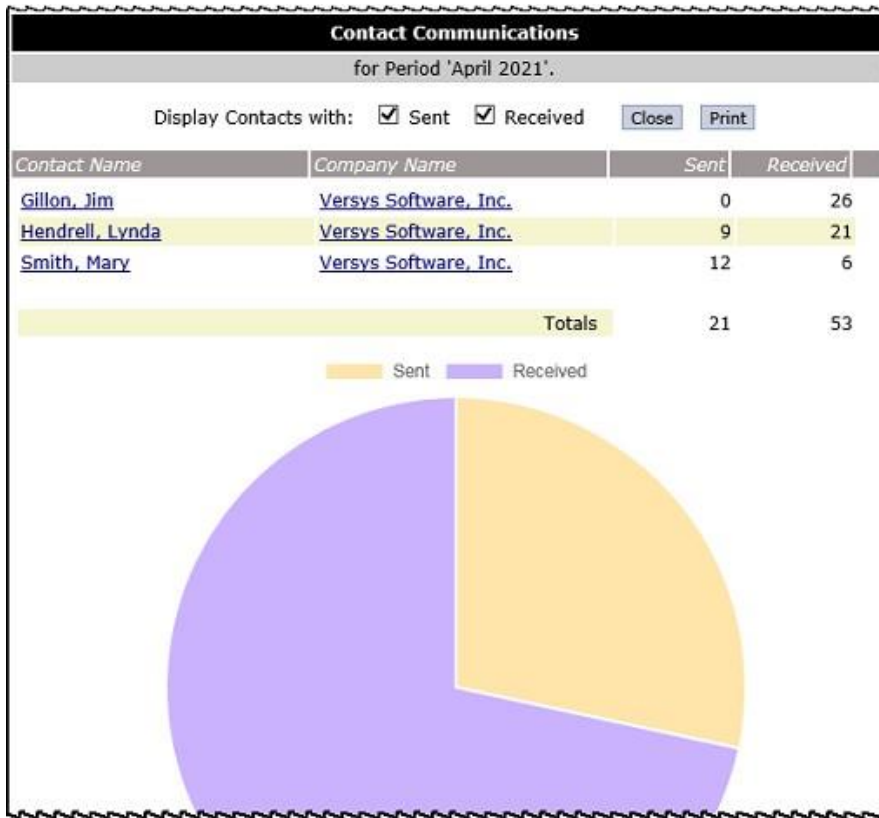 Contact Communications
for Period 'April 2021'.
Display Contacts with: Sent Received Close Print
Contact Name Company Name Sent Received
Gillon, Jim Versys Software, Inc. 0 26
Hendrell, Lynda Versys Software, Inc. 9 21
Smith, Mary Versys Software, Inc. 12 6
Totals 21 53
Sent Received